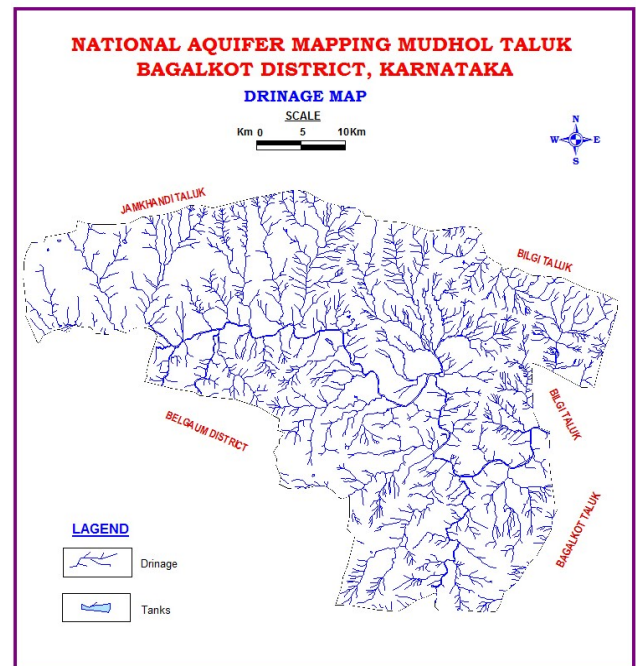 NATIONAL AQUIFER MAPPING MUDHOL TALUK
BAGALKOT DISTRICT, KARNATAKA
DRINAGE MAP
SCALE
Km 0 5 10Km
N
W E
S
JAMKHANDI TALUK
BILGI TALUK
BELGAUM DISTRICT
BILGI TALUK
BAGALKOT TALUK
LAGEND
Drinage
Tanks